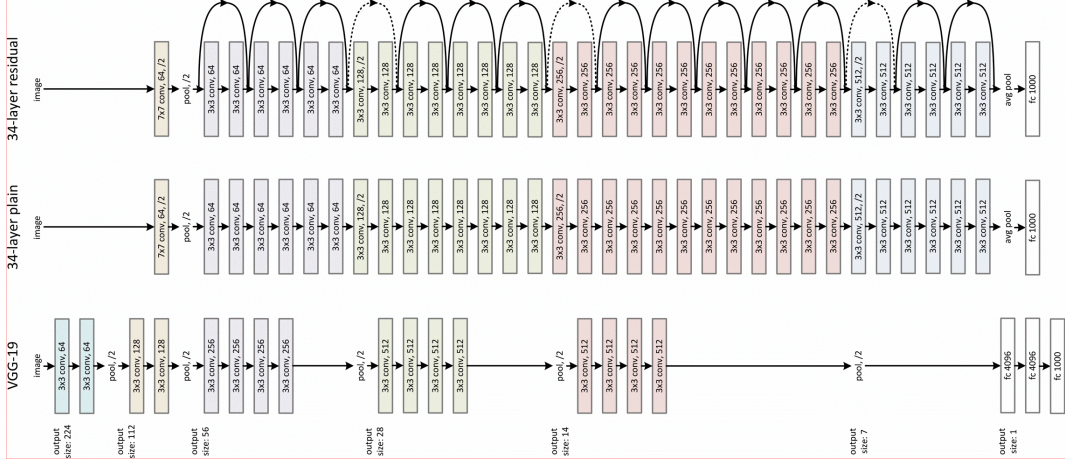 34-layer residual
image
7x7 conv, 64, /2
pool, /2
3x3 conv, 64
3x3 conv, 64
3x3 conv, 64
3x3 conv, 64
3x3 conv, 64
3x3 conv, 64
3x3 conv, 128, /2
3x3 conv, 128
3x3 conv, 128
3x3 conv, 128
3x3 conv, 128
3x3 conv, 128
3x3 conv, 128
3x3 conv, 128
3x3 conv, 256, /2
3x3 conv, 256
3x3 conv, 256
3x3 conv, 256
3x3 conv, 256
3x3 conv, 256
3x3 conv, 256
3x3 conv, 256
3x3 conv, 256
3x3 conv, 256
3x3 conv, 256
3x3 conv, 256
3x3 conv, 512, /2
3x3 conv, 512
3x3 conv, 512
3x3 conv, 512
3x3 conv, 512
3x3 conv, 512
avg pool
fc 1000
34-layer plain
image
7x7 conv, 64, /2
pool, /2
3x3 conv, 64
3x3 conv, 64
3x3 conv, 64
3x3 conv, 64
3x3 conv, 64
3x3 conv, 64
3x3 conv, 128, /2
3x3 conv, 128
3x3 conv, 128
3x3 conv, 128
3x3 conv, 128
3x3 conv, 128
3x3 conv, 128
3x3 conv, 128
3x3 conv, 256, /2
3x3 conv, 256
3x3 conv, 256
3x3 conv, 256
3x3 conv, 256
3x3 conv, 256
3x3 conv, 256
3x3 conv, 256
3x3 conv, 256
3x3 conv, 256
3x3 conv, 256
3x3 conv, 256
3x3 conv, 512, /2
3x3 conv, 512
3x3 conv, 512
3x3 conv, 512
3x3 conv, 512
3x3 conv, 512
avg pool
fc 1000
VGG-19
image
3x3 conv, 64
3x3 conv, 64
pool, /2
3x3 conv, 128
3x3 conv, 128
pool, /2
3x3 conv, 256
3x3 conv, 256
3x3 conv, 256
3x3 conv, 256
pool, /2
3x3 conv, 512
3x3 conv, 512
3x3 conv, 512
3x3 conv, 512
pool, /2
3x3 conv, 512
3x3 conv, 512
3x3 conv, 512
3x3 conv, 512
pool, /2
fc 4096
fc 4096
fc 1000
output
size: 224
output
size: 112
output
size: 56
output
size: 28
output
size: 14
output
size: 7
output
size: 1